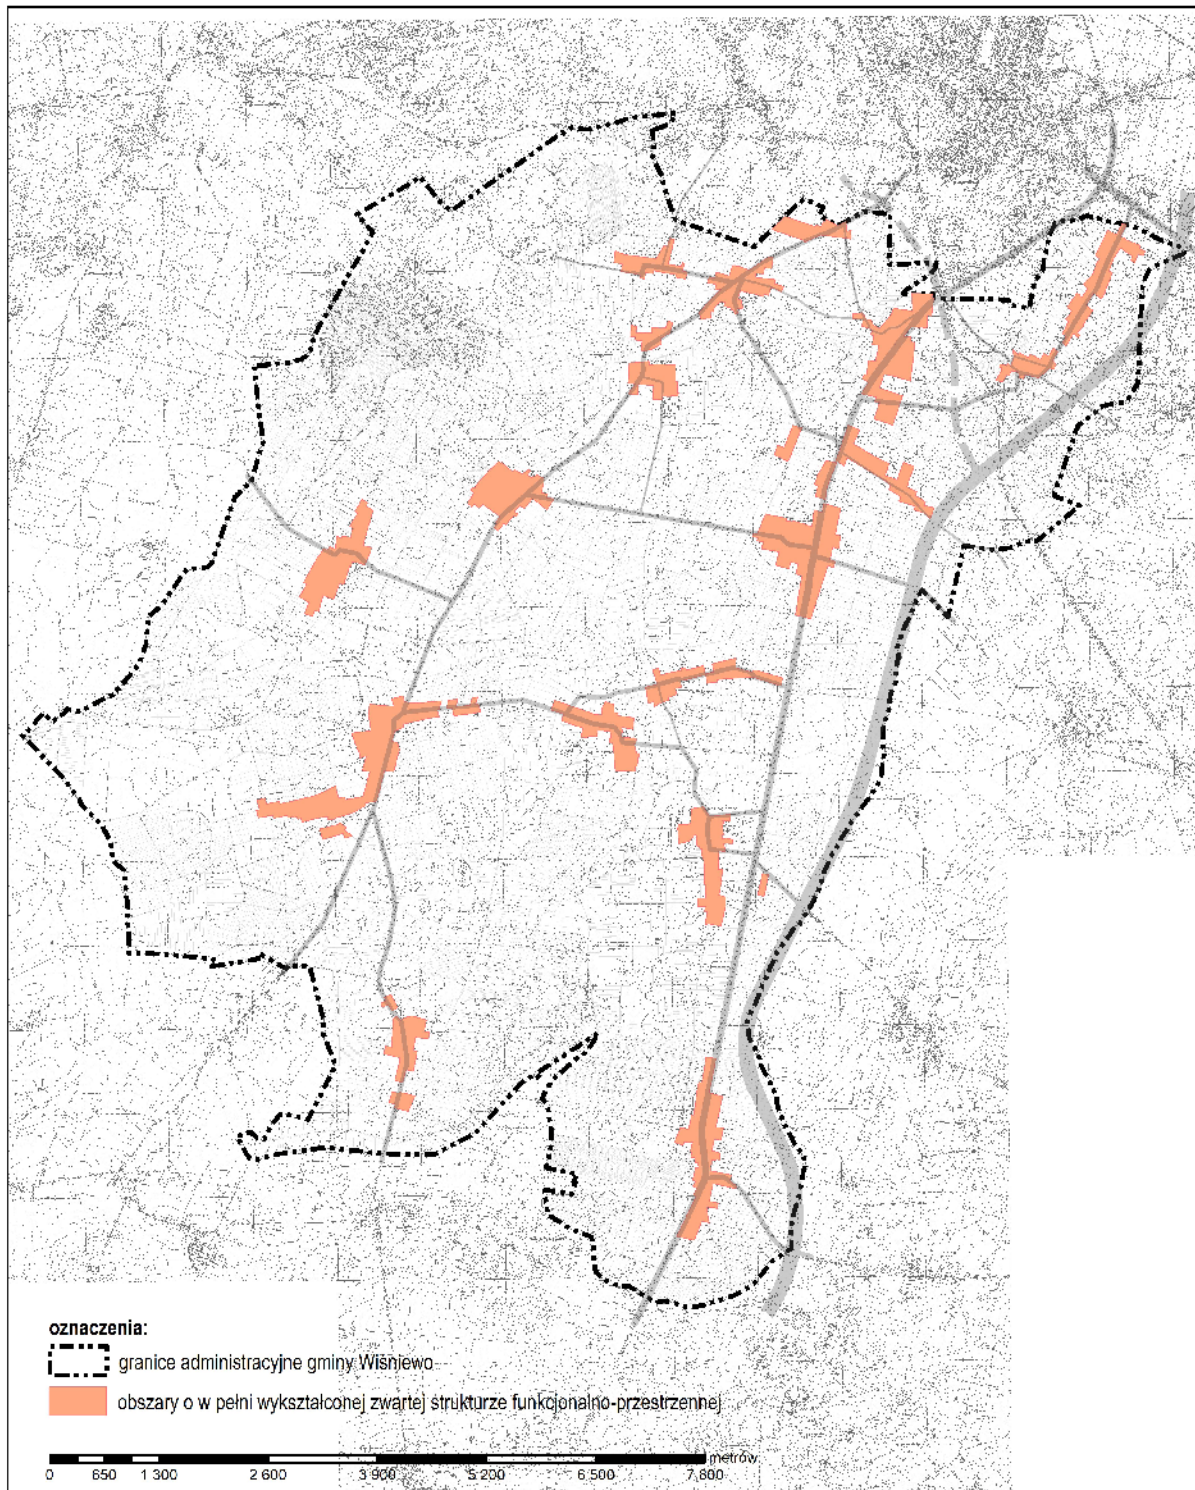 oznaczenia:
granice administracyjne gminy Wiśniewo
obszary o w pełni wykształconej zwartej strukturze funkcjonalno-przestrzennej
metrów
0 650 1 300 2 600 3 900 5 200 6 500 7 800